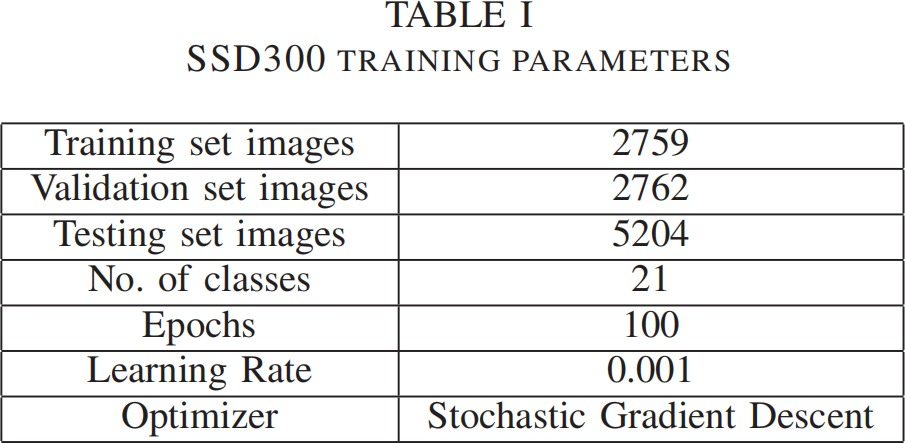 TABLE I
SSD300 TRAINING PARAMETERS
Training set images 2759
Validation set images 2762
Testing set images 5204
No. of classes 21
Epochs 100
Learning Rate 0.001
Optimizer Stochastic Gradient Descent